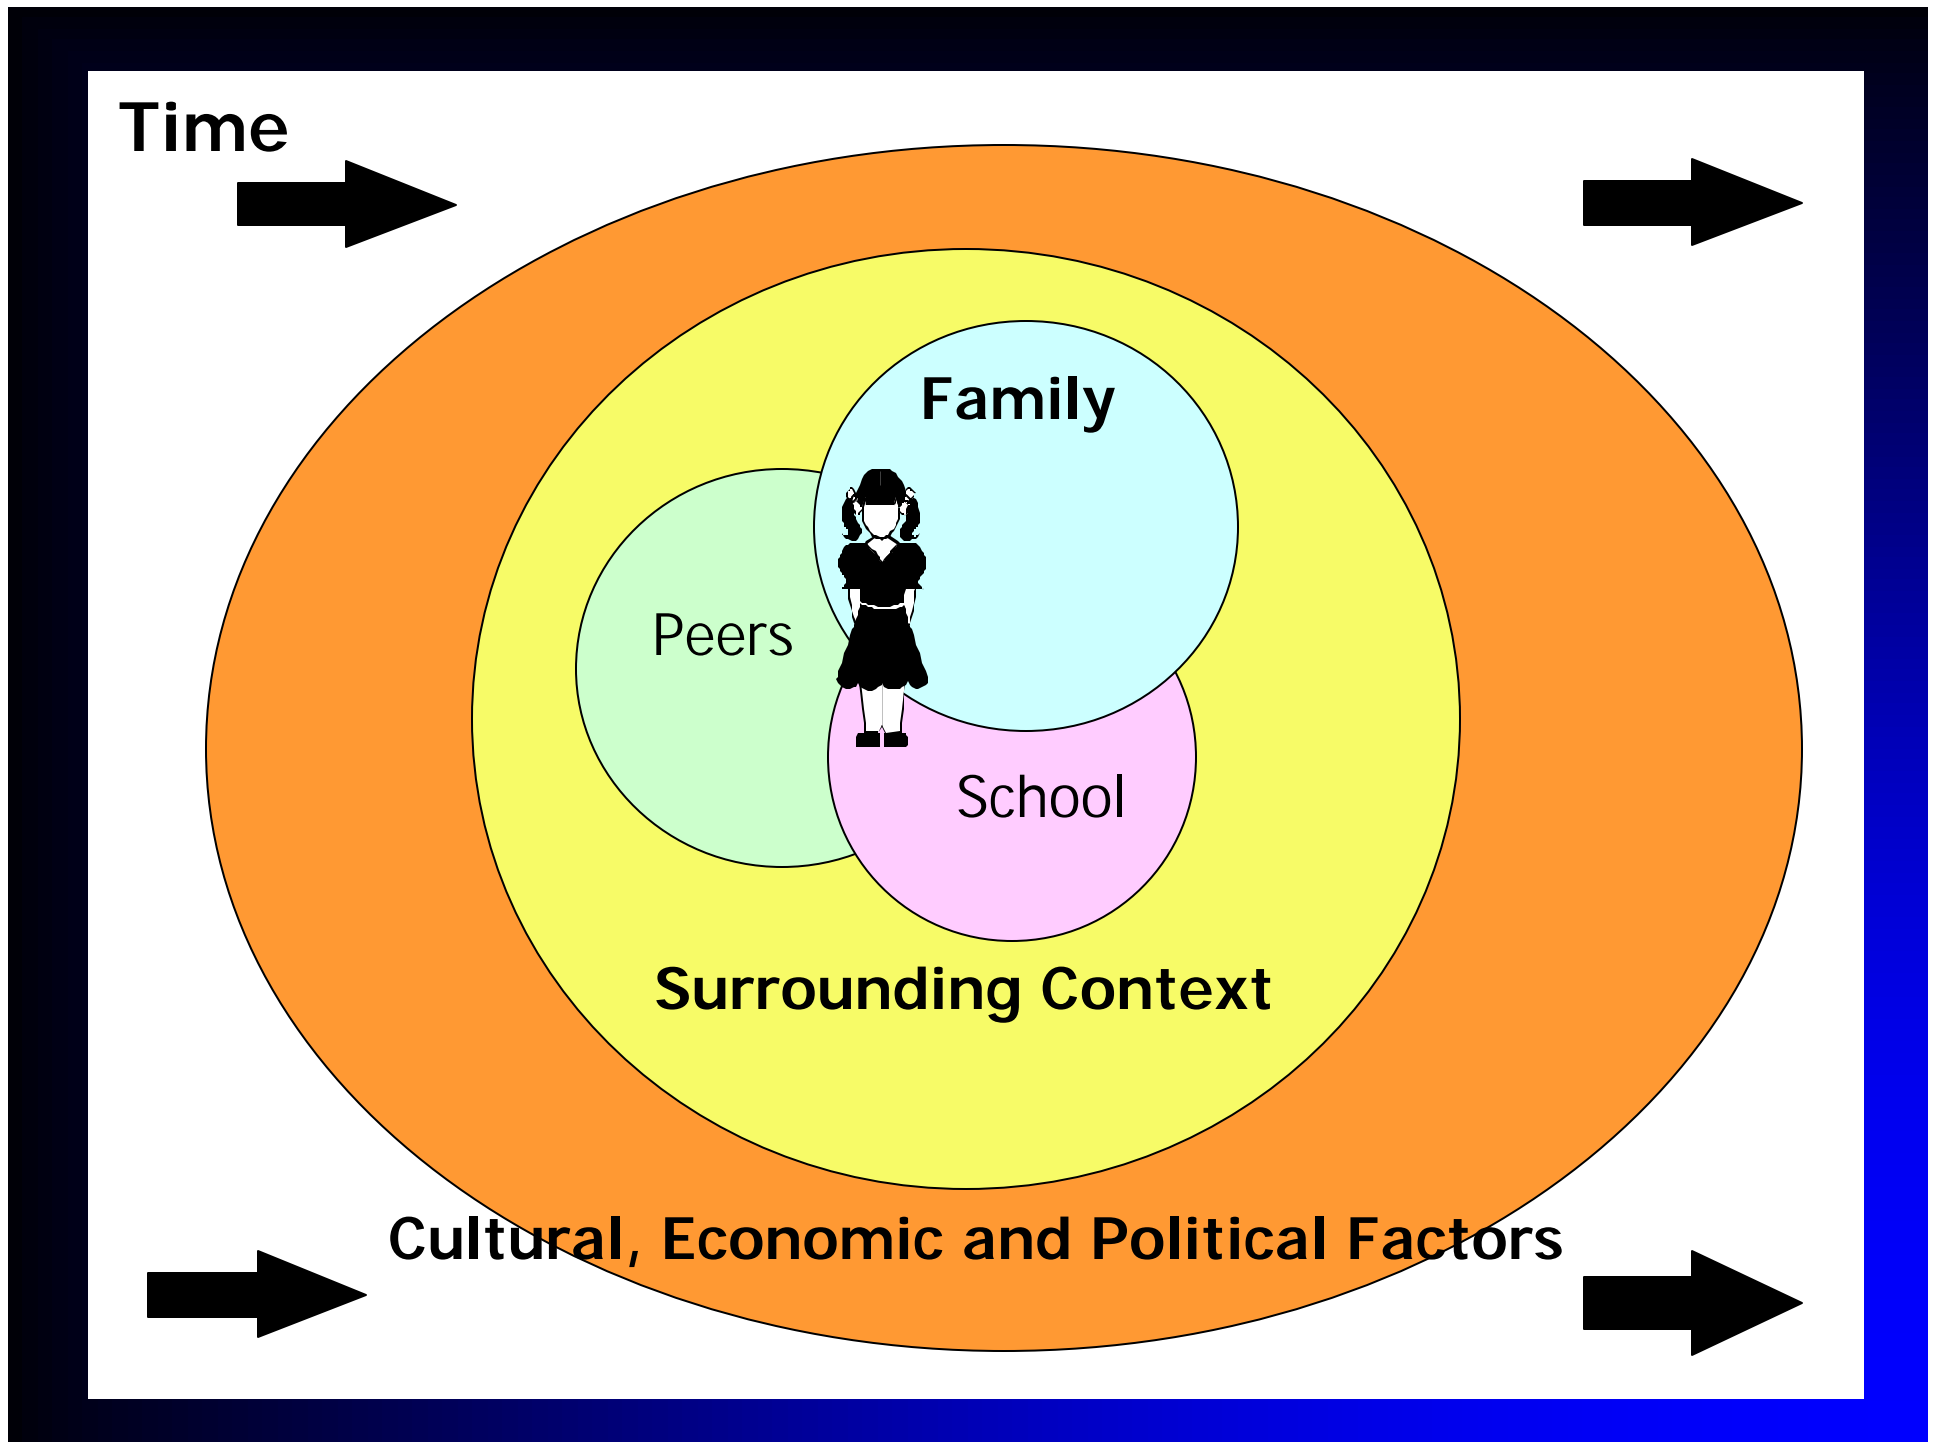 Time
Family
Peers
School
Surrounding Context
Cultural, Economic and Political Factors